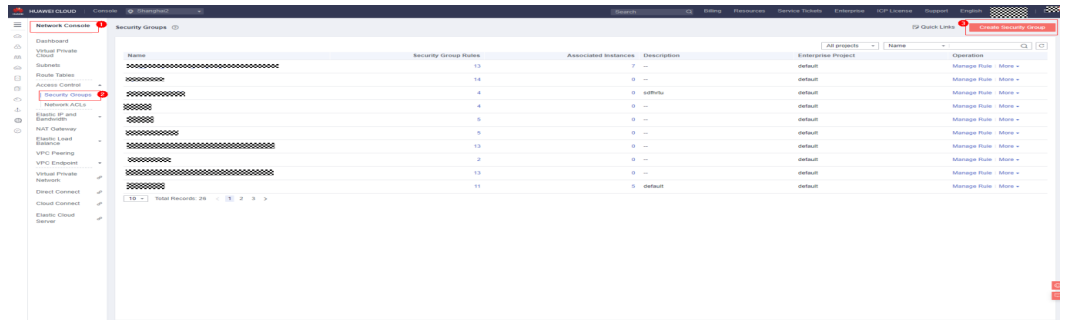 HUAWEI CLOUD Console Shanghai2 Search Billing Resources Service Tickets Enterprise ICP License Support English
Network Console 1
Security Groups
Quick Links 3 Create Security Group
Dashboard
Virtual Private Cloud
Subnets
Route Tables
Access Control
Security Groups 2
Network ACLs
Elastic IP and Bandwidth
NAT Gateway
Elastic Load Balance
VPC Peering
VPC Endpoint
Virtual Private Network
Direct Connect
Cloud Connect
Elastic Cloud Server
All projects Name
Name Security Group Rules Associated Instances Description Enterprise Project Operation
13 7 -- default Manage Rule More
14 0 -- default Manage Rule More
4 0 default Manage Rule More
4 0 -- default Manage Rule More
5 0 -- default Manage Rule More
5 0 -- default Manage Rule More
13 0 -- default Manage Rule More
2 0 -- default Manage Rule More
13 0 -- default Manage Rule More
11 5 default default Manage Rule More
10 Total Records: 29 < 1 2 3 >